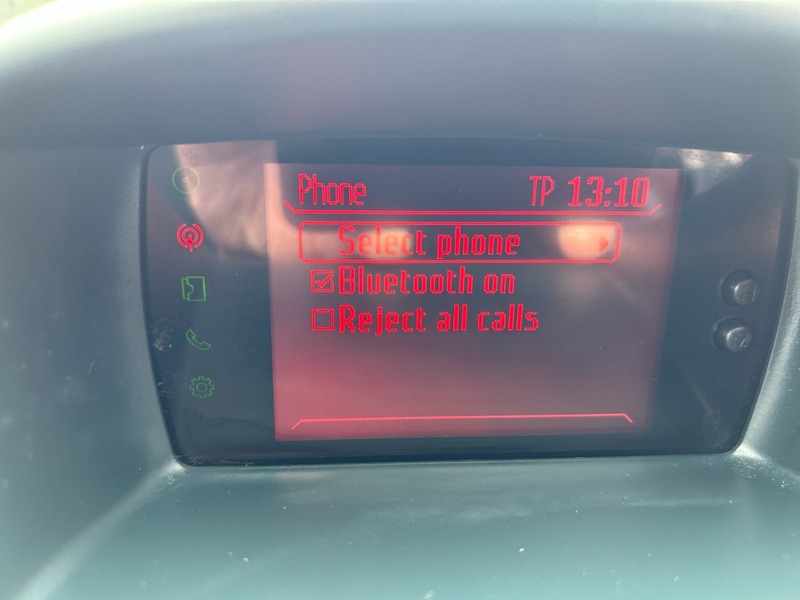 Phone TP 13:10
Select phone
Bluetooth on
Reject all calls